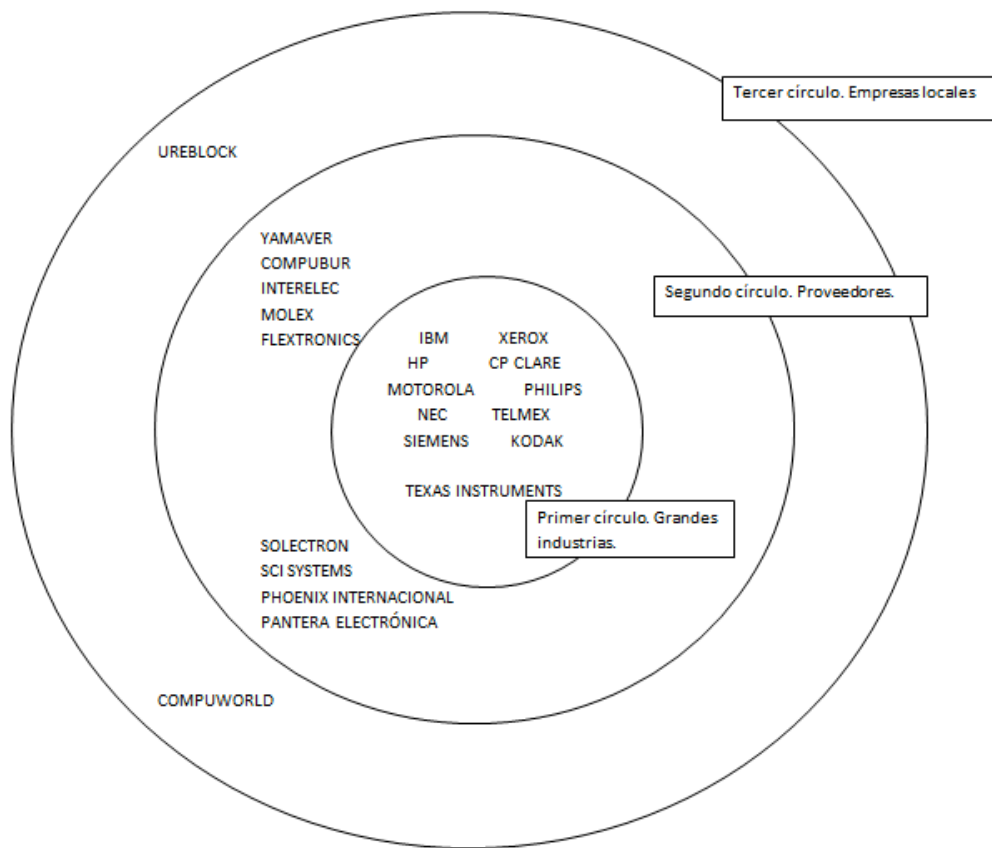 Tercer círculo. Empresas locales
UREBLOCK
YAMAVER
COMPUBUR
INTERELEC
MOLEX
FLEXTRONICS
Segundo círculo. Proveedores.
IBM XEROX
HP CP CLARE
MOTOROLA PHILIPS
NEC TELMEX
SIEMENS KODAK
TEXAS INSTRUMENTS
Primer círculo. Grandes
industrias.
SOLECTRON
SCI SYSTEMS
PHOENIX INTERNACIONAL
PANTERA ELECTRÓNICA
COMPUWORLD